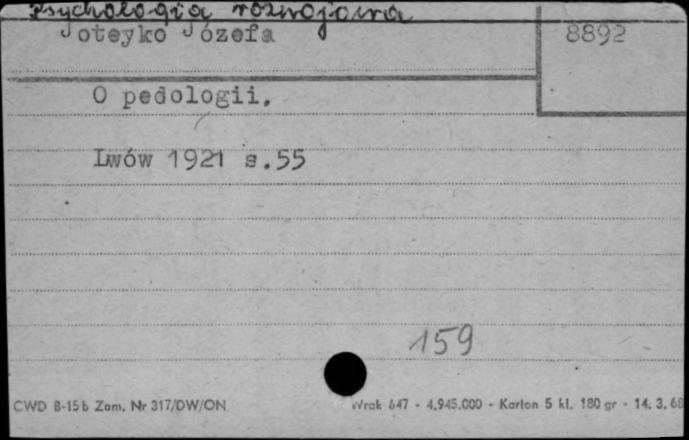 Psychologia rozwojowa
Joteyko Józefa 8892
O pedologii.
Lwów 1921 s.55
159
CWD B-15b Zam. Nr 317/DW/ON Wrak 647 - 4.945.000 - Karton 5 kl. 180 gr - 14. 3. 68